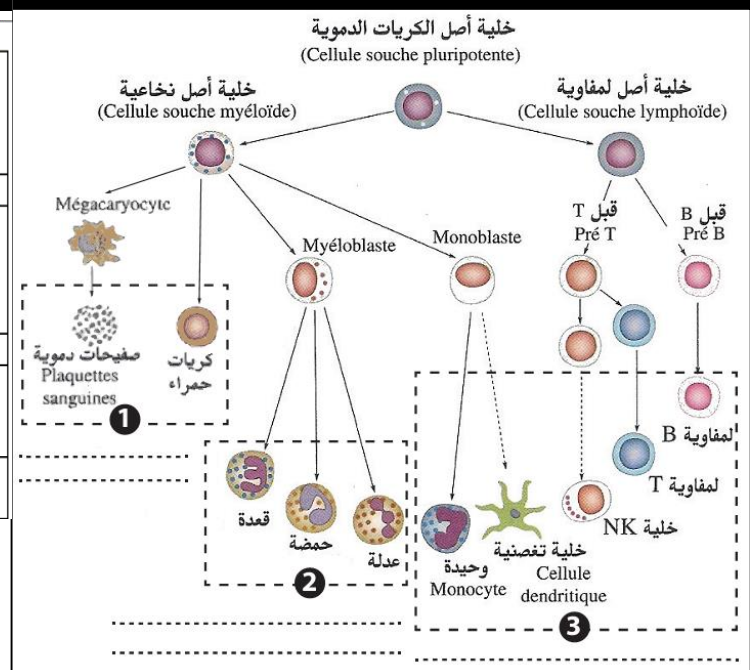 خلية أصل الكريات الدموية
(Cellule souche pluripotente)
خلية أصل نخاعية
(Cellule souche myéloïde)
خلية أصل لمفاوية
(Cellule souche lymphoïde)
Mégacaryocytc
Myéloblaste
Monoblaste
قبل T
Pré T
قبل B
Pré B
صفيحات دموية
Plaquettes
sanguines
كريات
حمراء
1
قعدة
حمضة
عدلة
2
وحيدة
Monocyte
خلية تغصنية
Cellule
dendritique
خلية NK
لمفاوية T
لمفاوية B
3